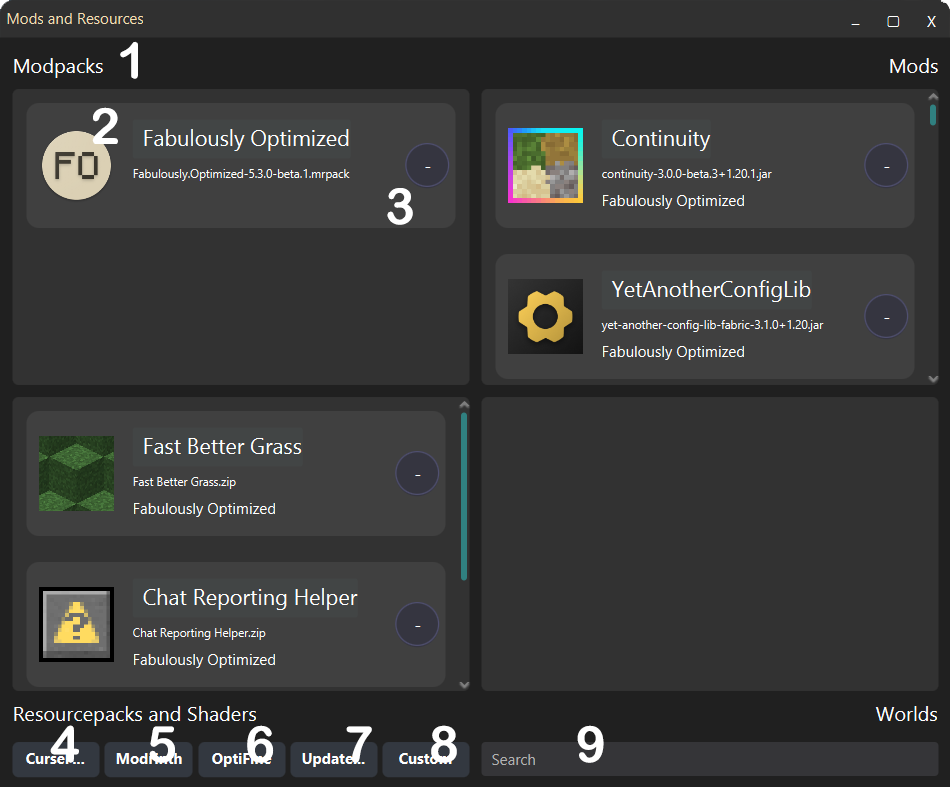 Mods and Resources
_ X
Modpacks 1
Mods
2
FO
Fabulously Optimized
Fabulously.Optimized-5.3.0-beta.1.mrpack
-
3
Continuity
continuity-3.0.0-beta.3+1.20.1.jar
Fabulously Optimized
-
YetAnotherConfigLib
yet-another-config-lib-fabric-3.1.0+1.20.jar
Fabulously Optimized
-
Fast Better Grass
Fast Better Grass.zip
Fabulously Optimized
-
?
Chat Reporting Helper
Chat Reporting Helper.zip
Fabulously Optimized
-
Resourcepacks and Shaders
Worlds
4 5 6 7 8 9
Modrinth OptiFine Update... Custom Search